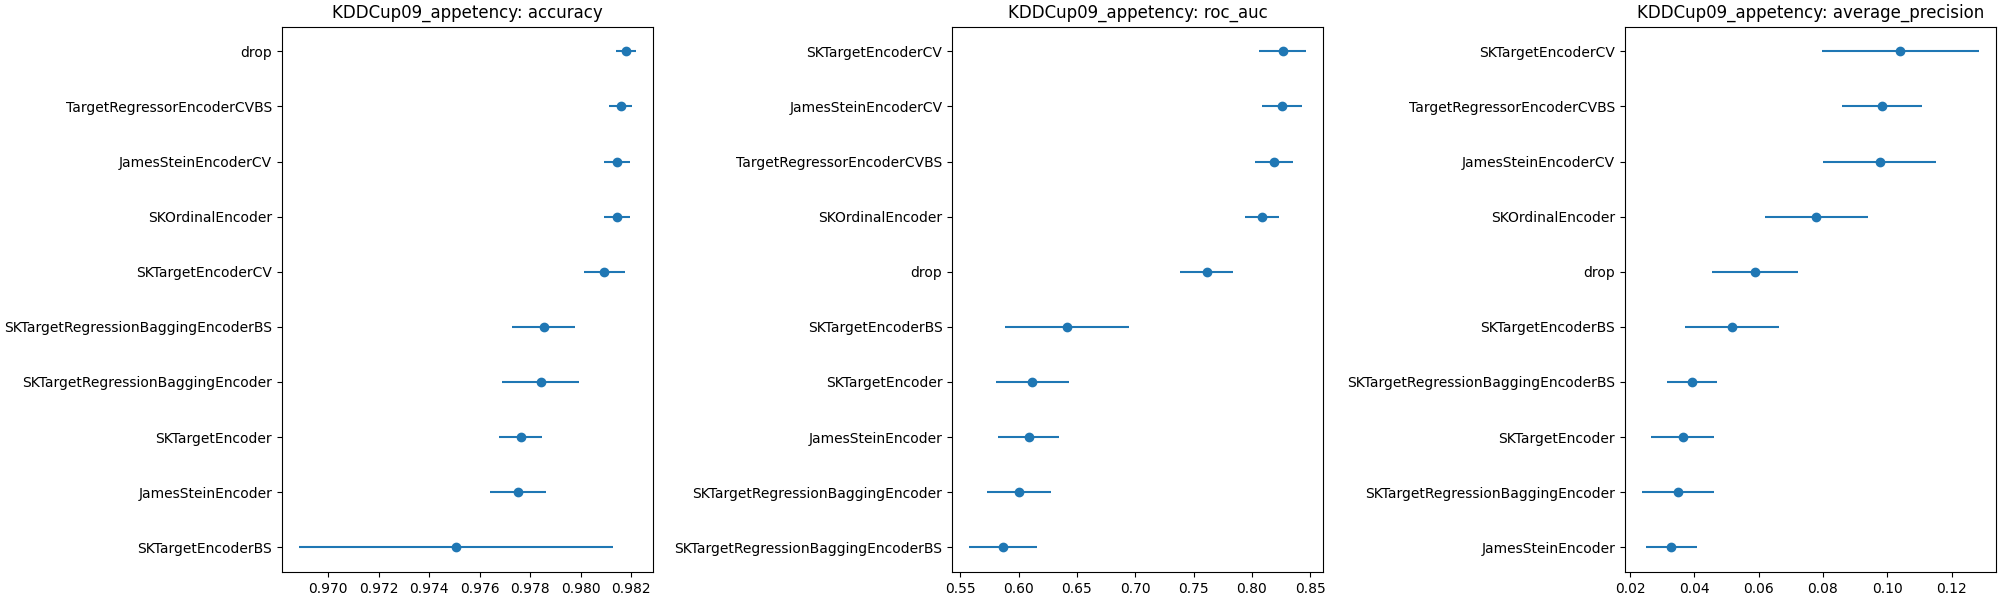 KDDCup09_appetency: accuracy
drop
TargetRegressorEncoderCVBS
JamesSteinEncoderCV
SKOrdinalEncoder
SKTargetEncoderCV
SKTargetRegressionBaggingEncoderBS
SKTargetRegressionBaggingEncoder
SKTargetEncoder
JamesSteinEncoder
SKTargetEncoderBS
0.970 0.972 0.974 0.976 0.978 0.980 0.982
KDDCup09_appetency: roc_auc
SKTargetEncoderCV
JamesSteinEncoderCV
TargetRegressorEncoderCVBS
SKOrdinalEncoder
drop
SKTargetEncoderBS
SKTargetEncoder
JamesSteinEncoder
SKTargetRegressionBaggingEncoder
SKTargetRegressionBaggingEncoderBS
0.55 0.60 0.65 0.70 0.75 0.80 0.85
KDDCup09_appetency: average_precision
SKTargetEncoderCV
TargetRegressorEncoderCVBS
JamesSteinEncoderCV
SKOrdinalEncoder
drop
SKTargetEncoderBS
SKTargetRegressionBaggingEncoderBS
SKTargetEncoder
SKTargetRegressionBaggingEncoder
JamesSteinEncoder
0.02 0.04 0.06 0.08 0.10 0.12